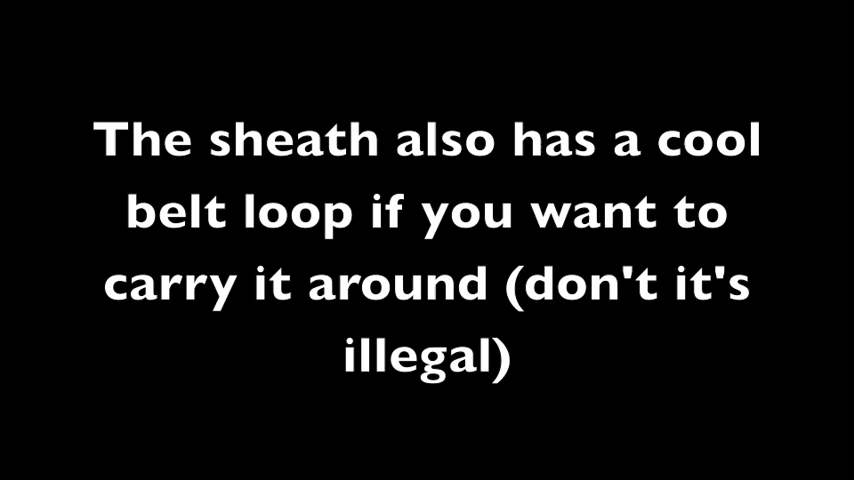 The sheath also has a cool
belt loop if you want to
carry it around (don't it's
illegal)